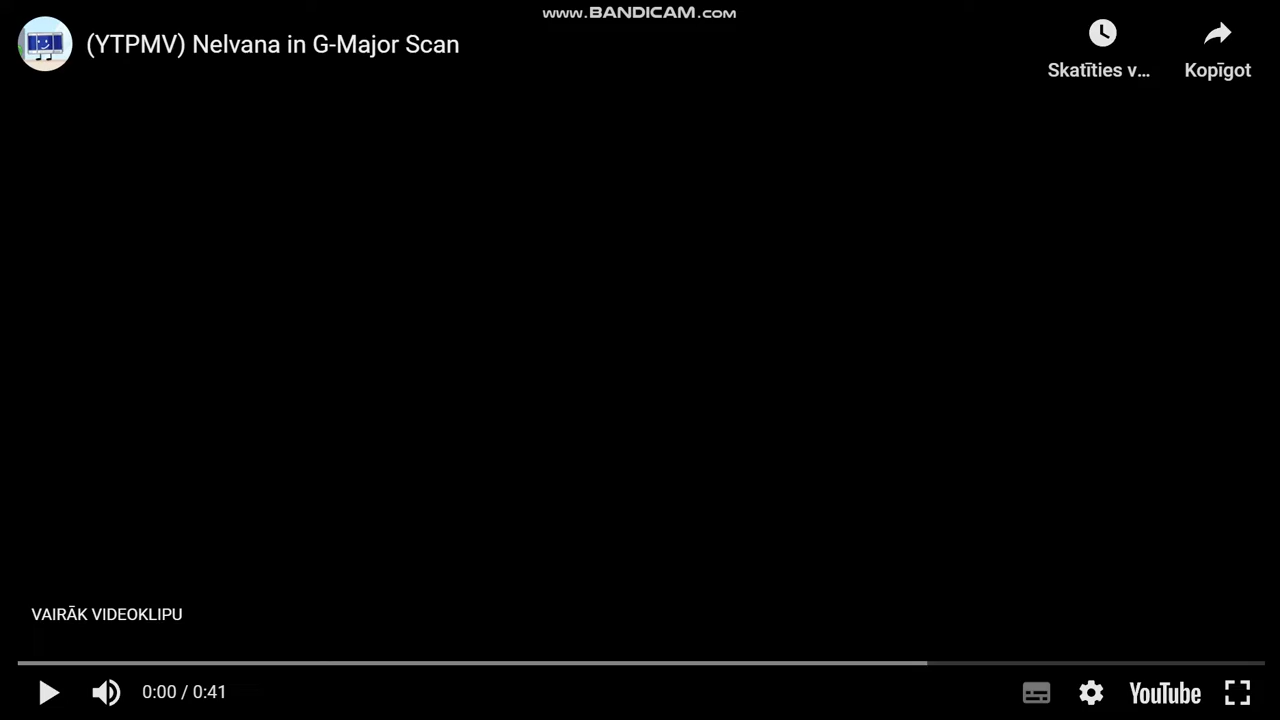 www.BANDICAM.com
(YTPMV) Nelvana in G-Major Scan
Skatīties v...
Kopīgot
VAIRĀK VIDEOKLIPU
0:00 / 0:41
YouTube